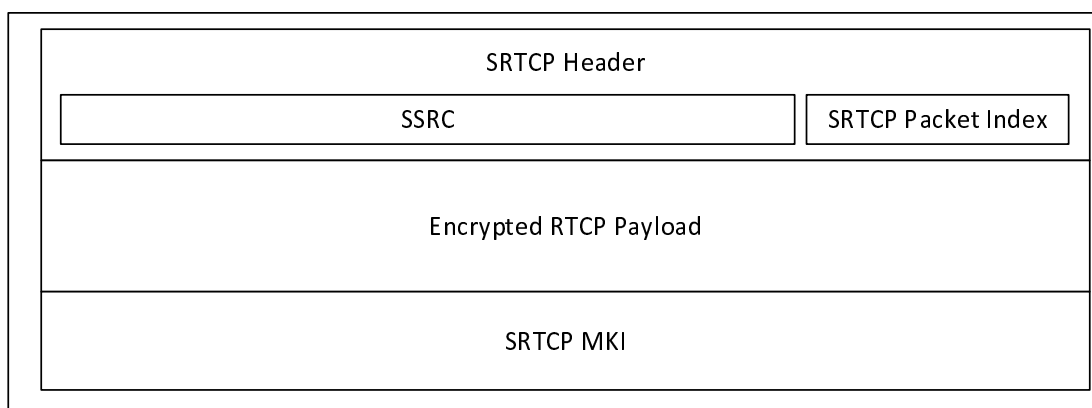 SRTCP Header
SSRC
SRTCP Packet Index
Encrypted RTCP Payload
SRTCP MKI